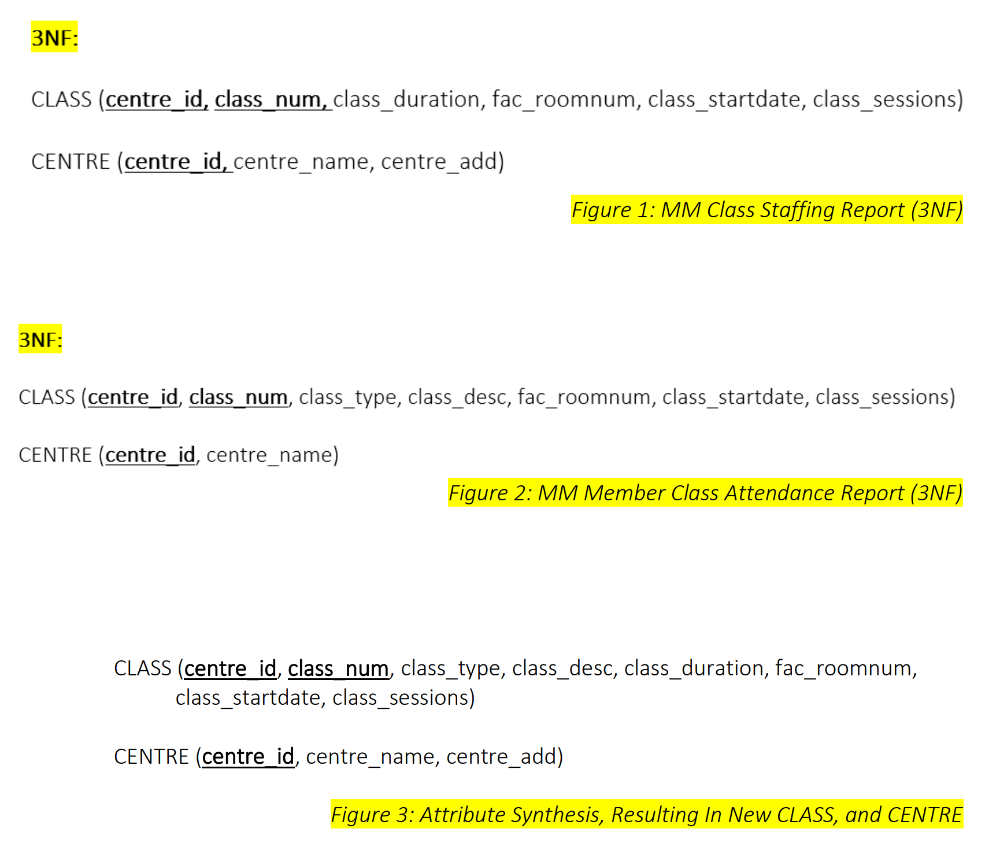 3NF:
CLASS (centre_id, class_num, class_duration, fac_roomnum, class_startdate, class_sessions)
CENTRE (centre_id, centre_name, centre_add)
Figure 1: MM Class Staffing Report (3NF)
3NF:
CLASS (centre_id, class_num, class_type, class_desc, fac_roomnum, class_startdate, class_sessions)
CENTRE (centre_id, centre_name)
Figure 2: MM Member Class Attendance Report (3NF)
CLASS (centre_id, class_num, class_type, class_desc, class_duration, fac_roomnum,
class_startdate, class_sessions)
CENTRE (centre_id, centre_name, centre_add)
Figure 3: Attribute Synthesis, Resulting In New CLASS, and CENTRE